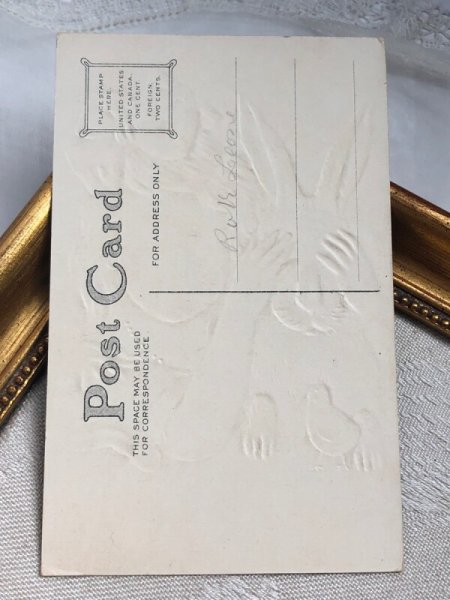 Post Card
THIS SPACE MAY BE USED
FOR CORRESPONDENCE.
FOR ADDRESS ONLY
PLACE STAMP
HERE.
UNITED STATES
AND CANADA,
ONE CENT
FOREIGN,
TWO CENTS.